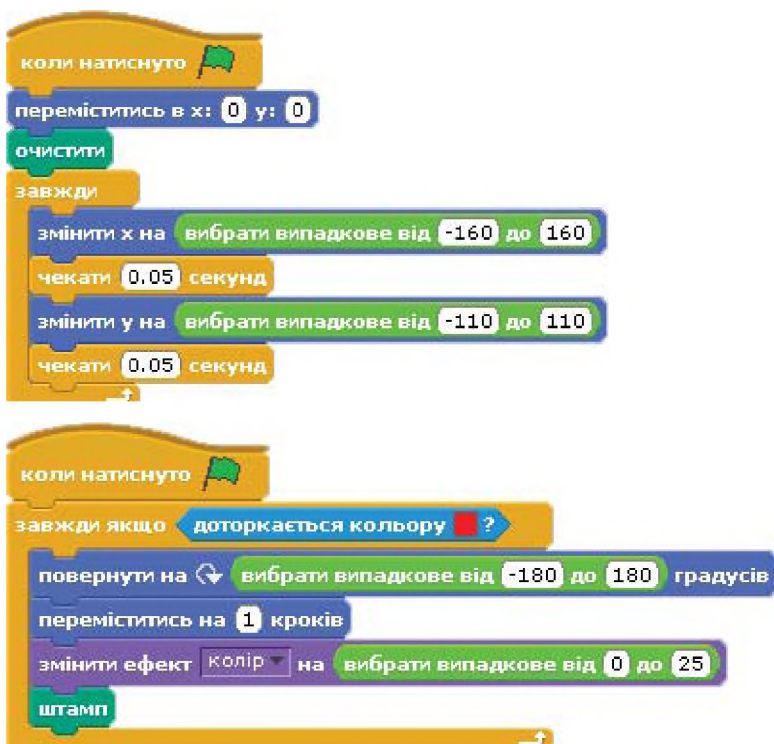 коли натиснуто
переміститись в x: 0 y: 0
очистити
завжди
змінити x на вибрати випадкове від -160 до 160
чекати 0.05 секунд
змінити y на вибрати випадкове від -110 до 110
чекати 0.05 секунд
коли натиснуто
завжди якщо доторкається кольору ?
повернути на вибрати випадкове від -180 до 180 градусів
переміститись на 1 кроків
змінити ефект колір на вибрати випадкове від 0 до 25
штамп